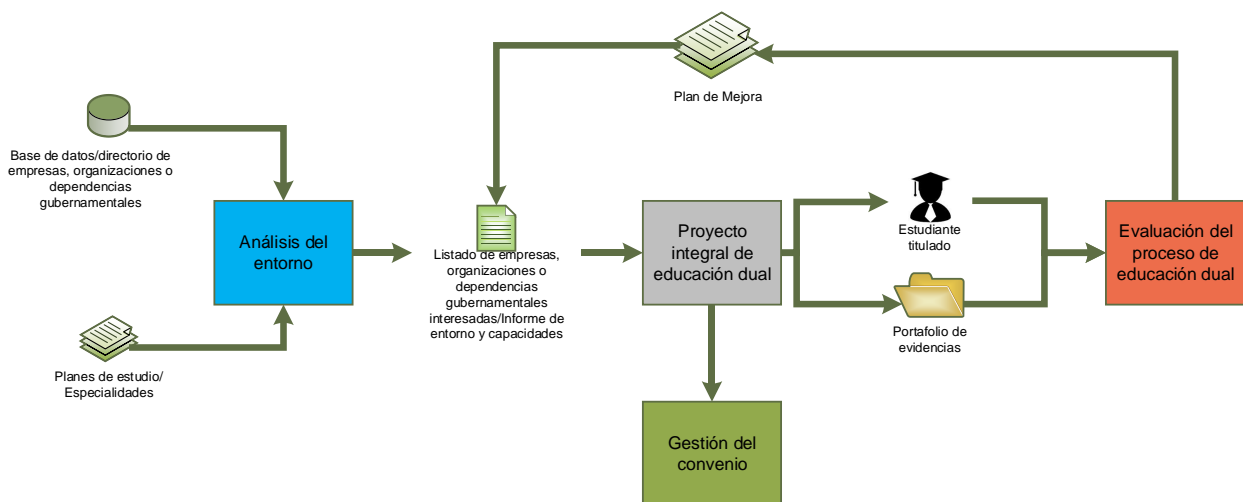 Plan de Mejora
Base de datos/directorio de
empresas, organizaciones o
dependencias
gubernamentales
Análisis del
entorno
Planes de estudio/
Especialidades
Listado de empresas,
organizaciones o
dependencias
gubernamentales
interesadas/Informe de
entorno y capacidades
Proyecto
integral de
educación dual
Estudiante
titulado
Portafolio de
evidencias
Evaluación del
proceso de
educación dual
Gestión del
convenio